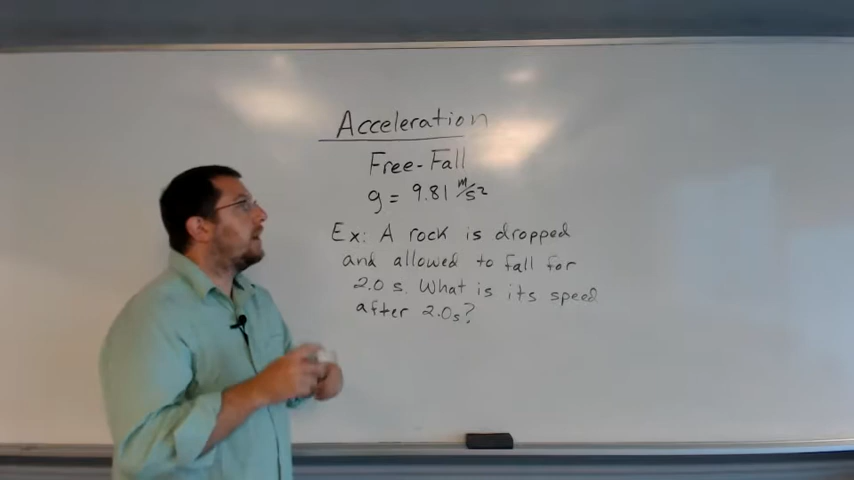 Acceleration
Free-Fall
g = 9.81 m/s²
Ex: A rock is dropped
and allowed to fall for
2.0 s. What is its speed
after 2.0s?